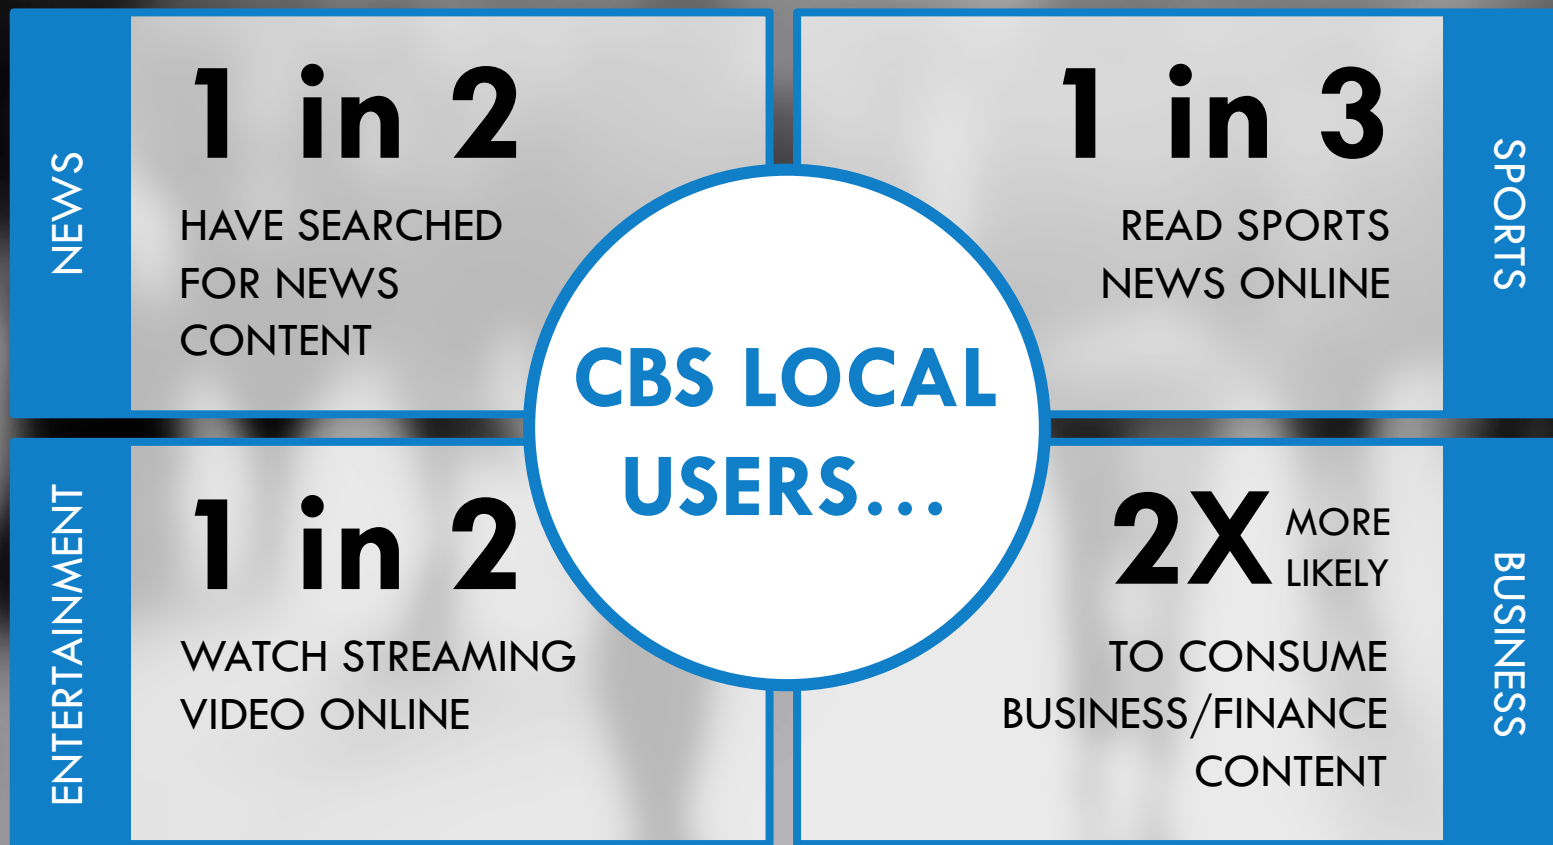 NEWS
1 in 2
HAVE SEARCHED
FOR NEWS
CONTENT
SPORTS
1 in 3
READ SPORTS
NEWS ONLINE
CBS LOCAL
USERS...
ENTERTAINMENT
1 in 2
WATCH STREAMING
VIDEO ONLINE
BUSINESS
2X MORE
LIKELY
TO CONSUME
BUSINESS/FINANCE
CONTENT